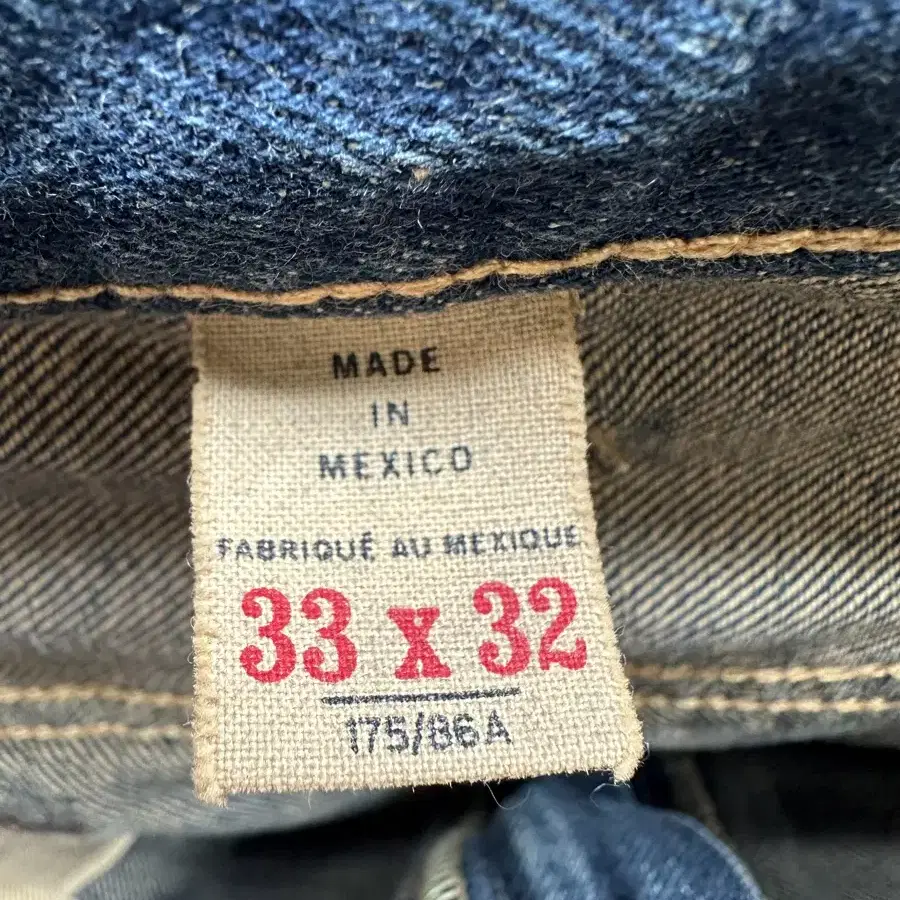 MADE
IN
MEXICO
FABRIQUÉ AU MEXIQUE
33 x 32
175/86A